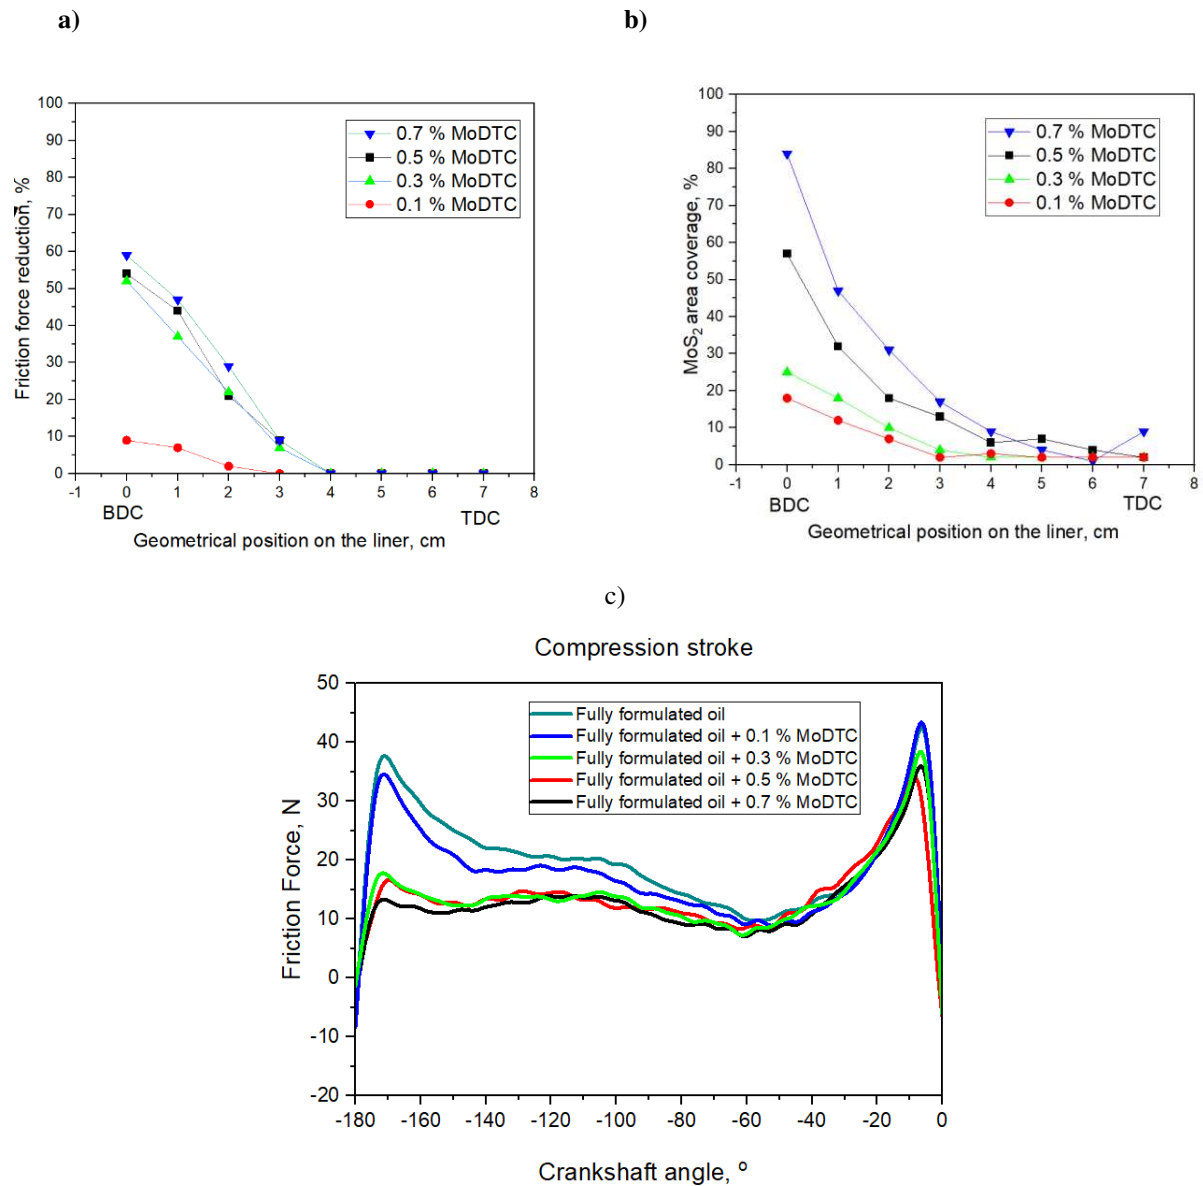 a)
b)
100
90
80
70
60
50
40
30
20
10
0
Friction force reduction, %
0.7 % MoDTC
0.5 % MoDTC
0.3 % MoDTC
0.1 % MoDTC
-1 0 1 2 3 4 5 6 7 8
BDC TDC
Geometrical position on the liner, cm
100
90
80
70
60
50
40
30
20
10
0
MoS2 area coverage, %
0.7 % MoDTC
0.5 % MoDTC
0.3 % MoDTC
0.1 % MoDTC
-1 0 1 2 3 4 5 6 7 8
BDC TDC
Geometrical position on the liner, cm
c)
Compression stroke
50
40
30
20
10
0
-10
-20
Friction Force, N
Fully formulated oil
Fully formulated oil + 0.1 % MoDTC
Fully formulated oil + 0.3 % MoDTC
Fully formulated oil + 0.5 % MoDTC
Fully formulated oil + 0.7 % MoDTC
-180 -160 -140 -120 -100 -80 -60 -40 -20 0
Crankshaft angle, º